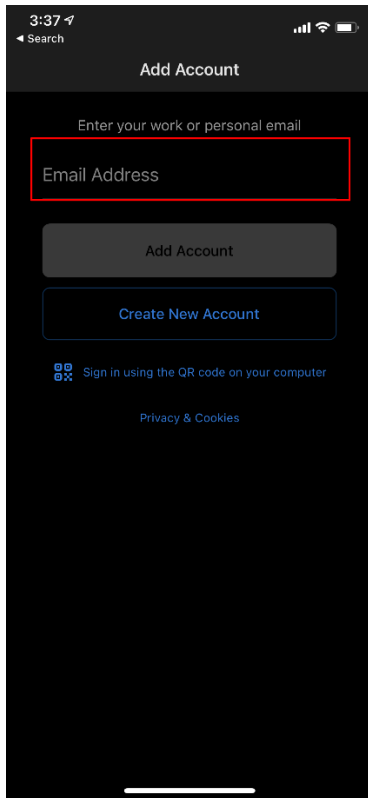 3:37
Search
Add Account
Enter your work or personal email
Email Address
Add Account
Create New Account
Sign in using the QR code on your computer
Privacy & Cookies